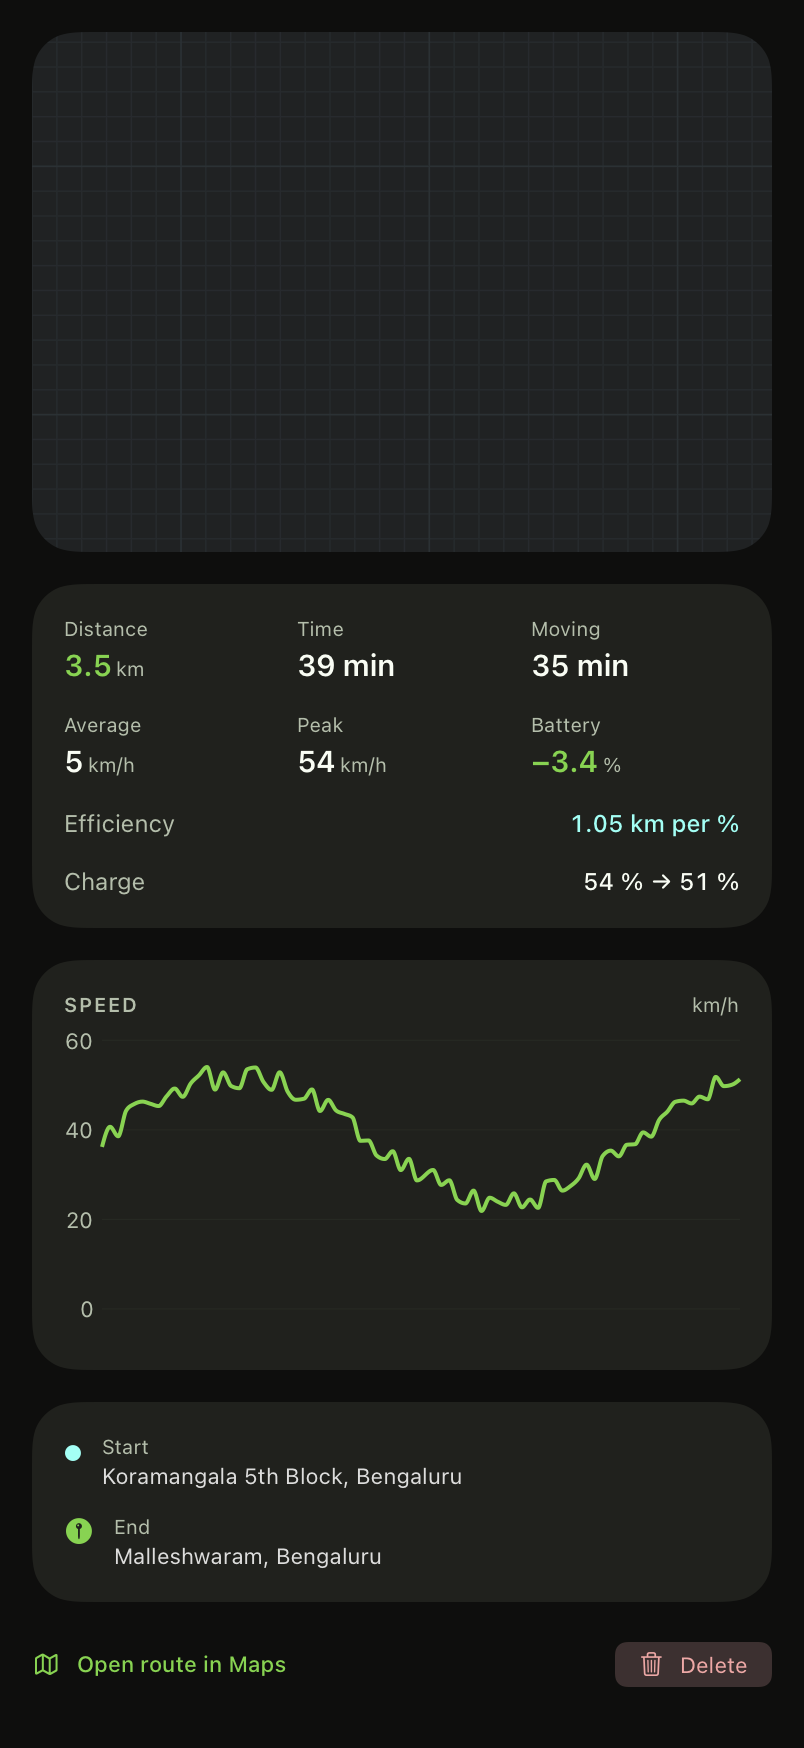 Distance Time Moving
3.5 km 39 min 35 min
Average Peak Battery
5 km/h 54 km/h −3.4 %
Efficiency 1.05 km per %
Charge 54 % → 51 %
SPEED km/h
60
40
20
0
Start
Koramangala 5th Block, Bengaluru
End
Malleshwaram, Bengaluru
Open route in Maps Delete